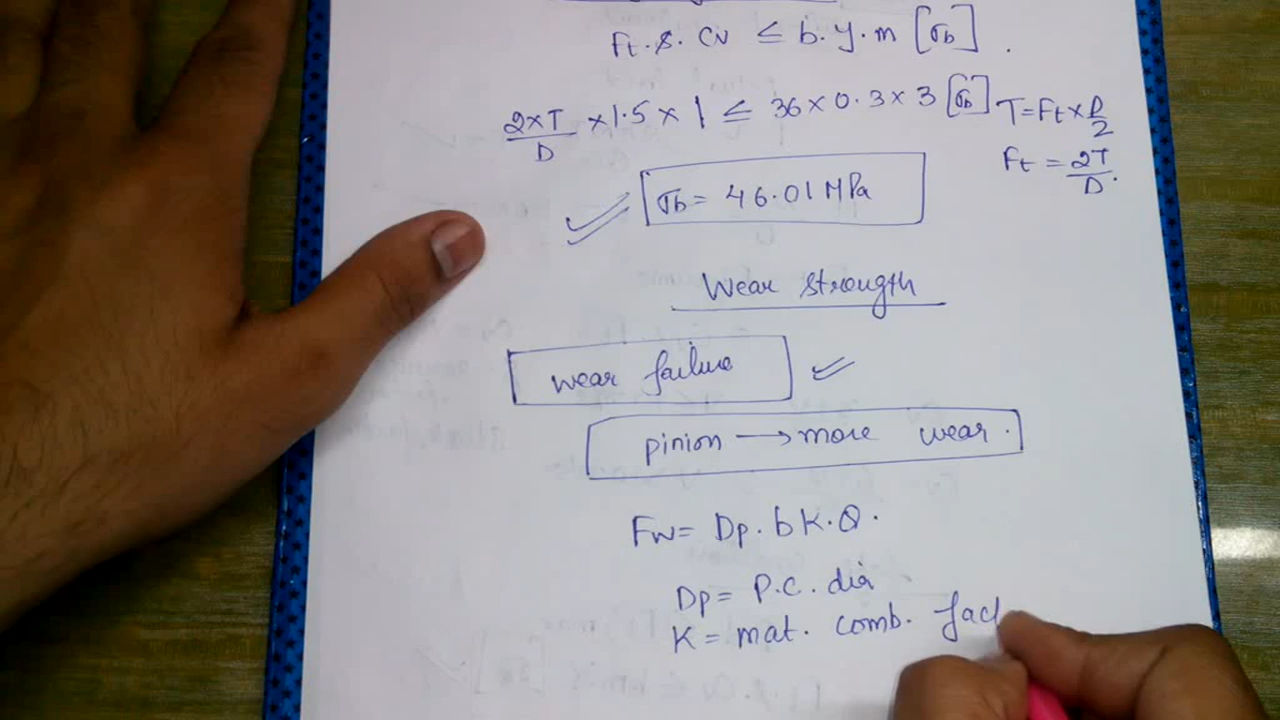 Ft.S. Cv ≤ b. y. m [σb] .
2×T/D ×1.5 × 1 ≤ 36×0.3×3 [σb]
T=Ft×D/2
Ft = 2T/D.
σb = 46.01 MPa
Wear Strength
wear failure
pinion → more wear.
Fw= Dp. b K. Q.
Dp= P.C. dia
K = mat. comb. fact